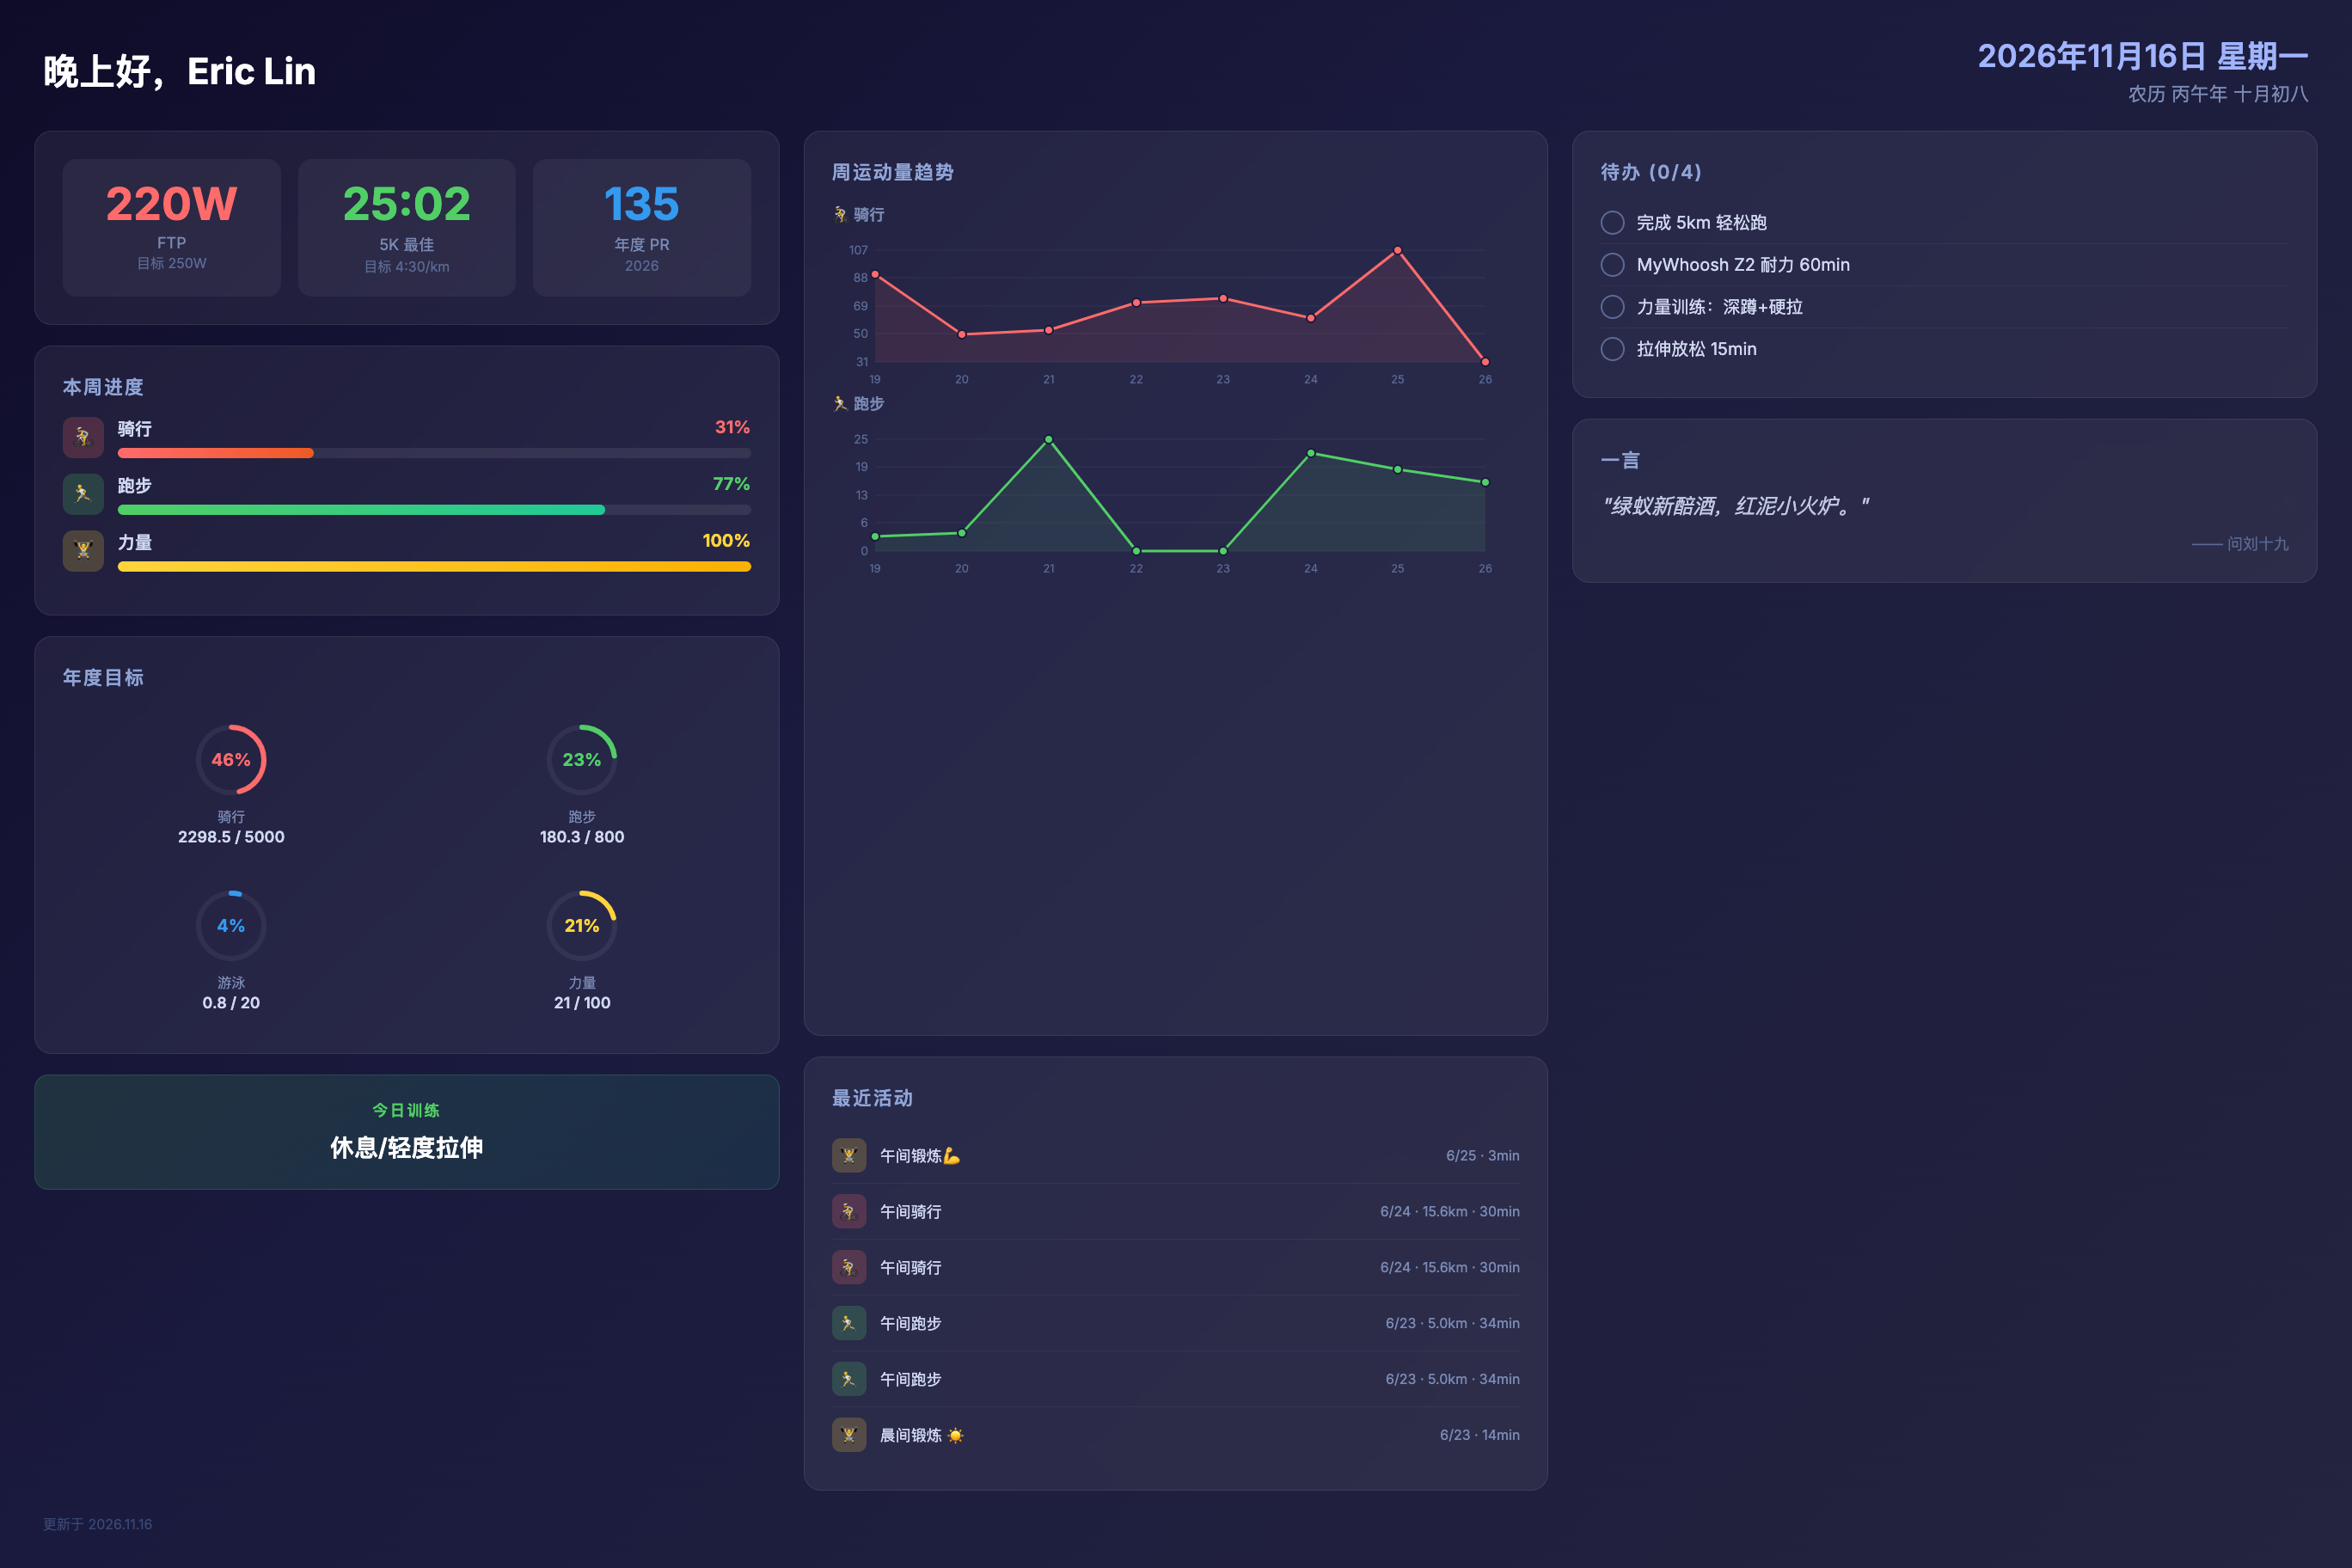 晚上好，Eric Lin
2026年11月16日 星期一
农历 丙午年 十月初八
220W
FTP
目标 250W
25:02
5K 最佳
目标 4:30/km
135
年度 PR
2026
本周进度
骑行
31%
跑步
77%
力量
100%
年度目标
46%
骑行
2298.5 / 5000
23%
跑步
180.3 / 800
4%
游泳
0.8 / 20
21%
力量
21 / 100
今日训练
休息/轻度拉伸
周运动量趋势
骑行
107
88
69
50
31
19 20 21 22 23 24 25 26
跑步
25
19
13
6
0
19 20 21 22 23 24 25 26
最近活动
午间锻炼💪
6/25 · 3min
午间骑行
6/24 · 15.6km · 30min
午间骑行
6/24 · 15.6km · 30min
午间跑步
6/23 · 5.0km · 34min
午间跑步
6/23 · 5.0km · 34min
晨间锻炼 ☀️
6/23 · 14min
待办 (0/4)
完成 5km 轻松跑
MyWhoosh Z2 耐力 60min
力量训练：深蹲+硬拉
拉伸放松 15min
一言
"绿蚁新醅酒，红泥小火炉。"
—— 问刘十九
更新于 2026.11.16